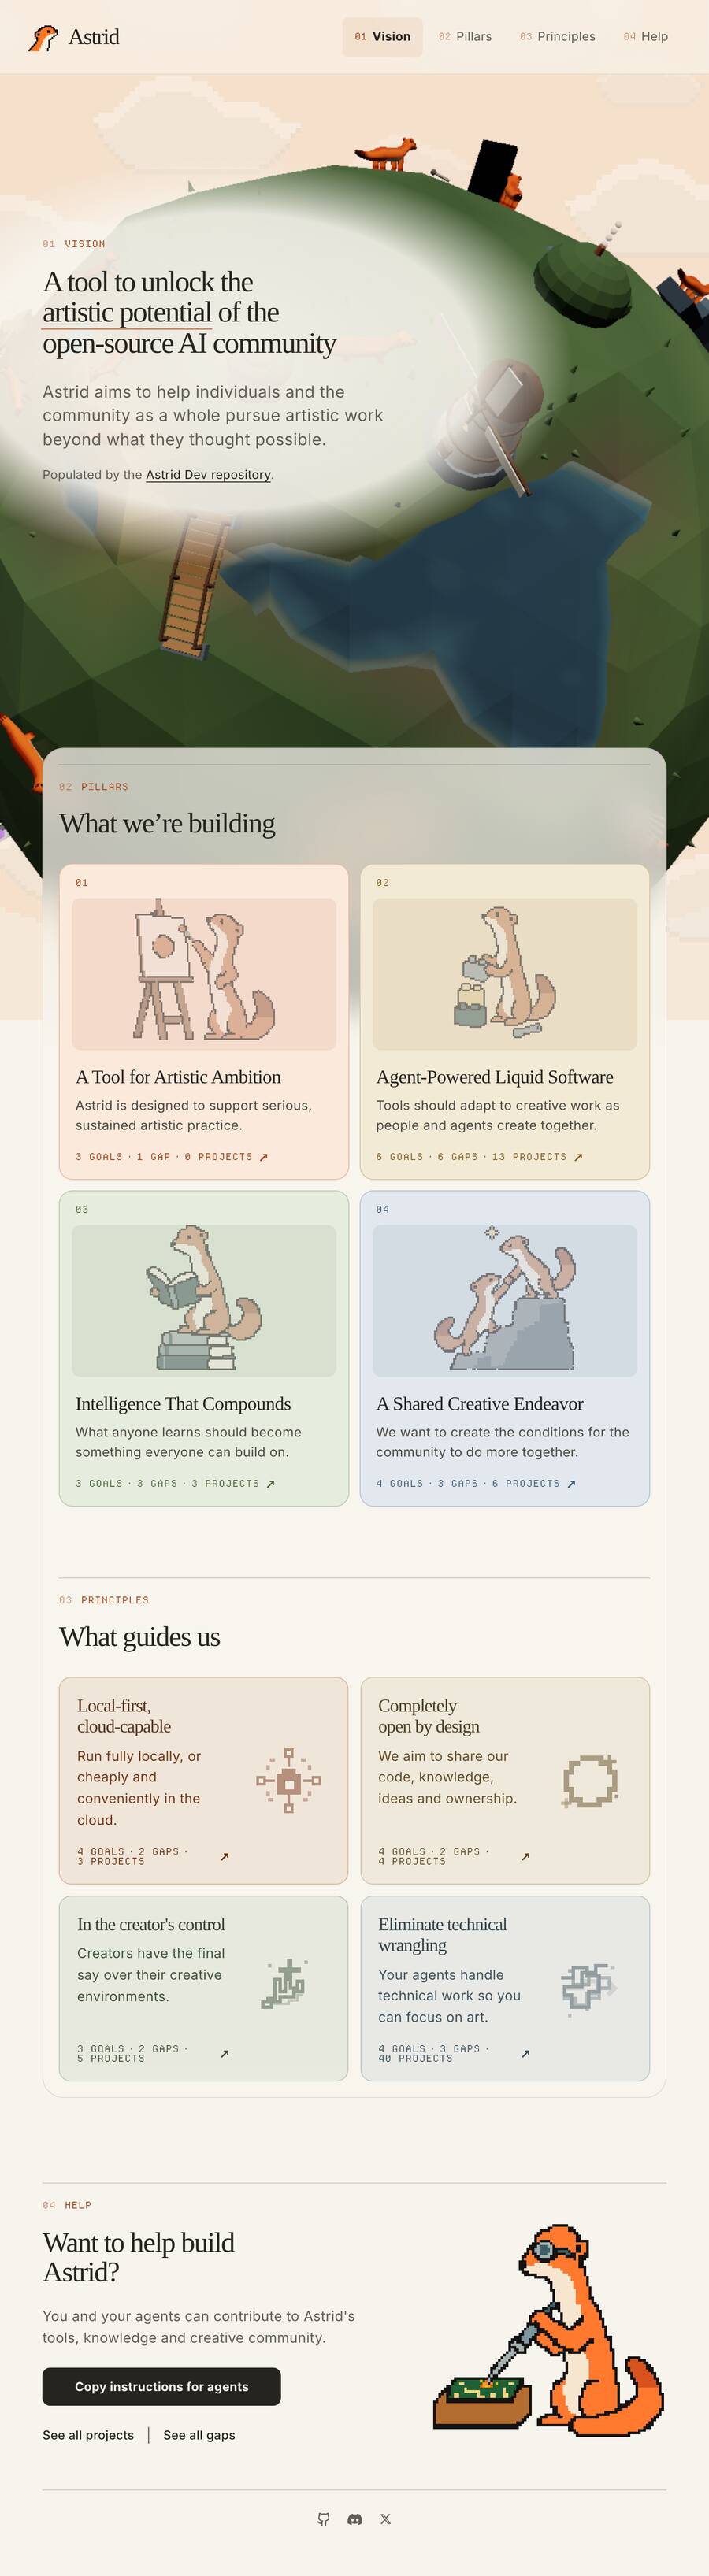 Astrid
01 Vision
02 Pillars
03 Principles
04 Help
01 VISION
A tool to unlock the
artistic potential of the
open-source AI community
Astrid aims to help individuals and the
community as a whole pursue artistic work
beyond what they thought possible.
Populated by the Astrid Dev repository.
02 PILLARS
What we’re building
01
A Tool for Artistic Ambition
Astrid is designed to support serious,
sustained artistic practice.
3 GOALS · 1 GAP · 0 PROJECTS ↗
02
Agent-Powered Liquid Software
Tools should adapt to creative work as
people and agents create together.
6 GOALS · 6 GAPS · 13 PROJECTS ↗
03
Intelligence That Compounds
What anyone learns should become
something everyone can build on.
3 GOALS · 3 GAPS · 3 PROJECTS ↗
04
A Shared Creative Endeavor
We want to create the conditions for the
community to do more together.
4 GOALS · 3 GAPS · 6 PROJECTS ↗
03 PRINCIPLES
What guides us
Local-first,
cloud-capable
Run fully locally, or
cheaply and
conveniently in the
cloud.
4 GOALS · 2 GAPS ·
3 PROJECTS ↗
Completely
open by design
We aim to share our
code, knowledge,
ideas and ownership.
4 GOALS · 2 GAPS ·
4 PROJECTS ↗
In the creator's control
Creators have the final
say over their creative
environments.
3 GOALS · 2 GAPS ·
5 PROJECTS ↗
Eliminate technical
wrangling
Your agents handle
technical work so you
can focus on art.
4 GOALS · 3 GAPS ·
40 PROJECTS ↗
04 HELP
Want to help build
Astrid?
You and your agents can contribute to Astrid's
tools, knowledge and creative community.
Copy instructions for agents
See all projects | See all gaps